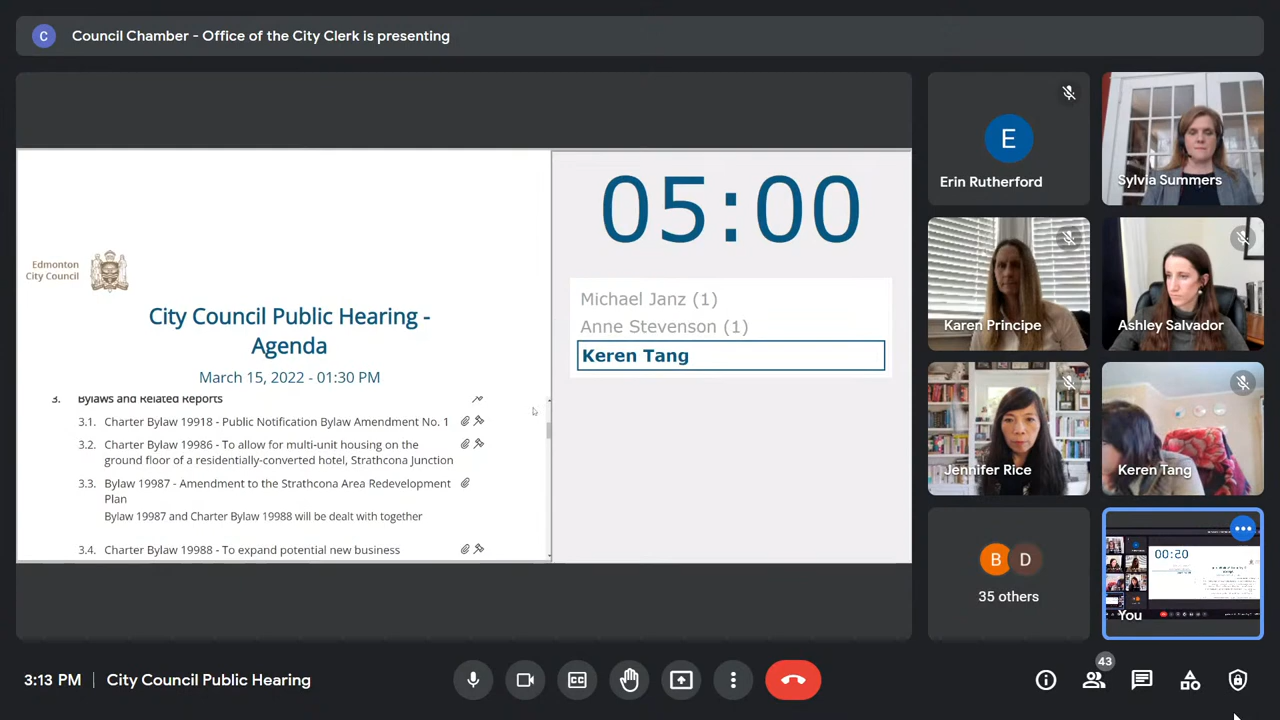 C
Council Chamber - Office of the City Clerk is presenting
Edmonton
City Council
City Council Public Hearing -
Agenda
March 15, 2022 - 01:30 PM
3. Bylaws and Related Reports
3.1. Charter Bylaw 19918 - Public Notification Bylaw Amendment No. 1
3.2. Charter Bylaw 19986 - To allow for multi-unit housing on the
ground floor of a residentially-converted hotel, Strathcona Junction
3.3. Bylaw 19987 - Amendment to the Strathcona Area Redevelopment
Plan
Bylaw 19987 and Charter Bylaw 19988 will be dealt with together
3.4. Charter Bylaw 19988 - To expand potential new business
05:00
Michael Janz (1)
Anne Stevenson (1)
Keren Tang
E
Erin Rutherford
Sylvia Summers
Karen Principe
Ashley Salvador
Jennifer Rice
Keren Tang
B D
35 others
You
3:13 PM | City Council Public Hearing
43